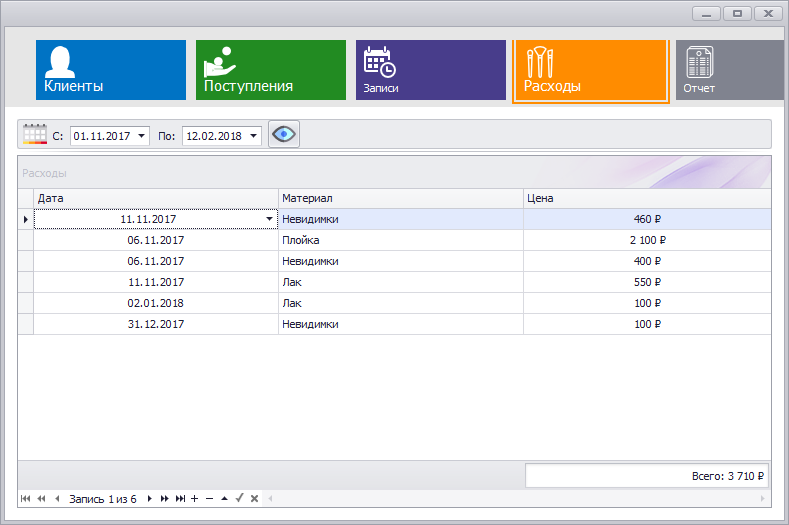 Клиенты
Поступления
Записи
Расходы
Отчет
С: 01.11.2017 По: 12.02.2018
Расходы
Дата Материал Цена
11.11.2017 Невидимки 460 ₽
06.11.2017 Плойка 2 100 ₽
06.11.2017 Невидимки 400 ₽
11.11.2017 Лак 550 ₽
02.01.2018 Лак 100 ₽
31.12.2017 Невидимки 100 ₽
Всего: 3 710 ₽
Запись 1 из 6